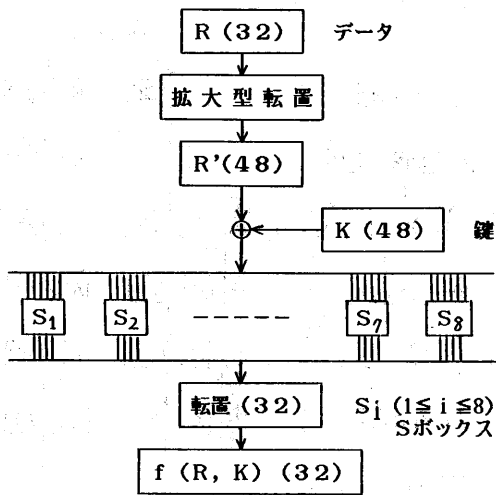 R (32) データ
拡大型転置
R'(48)
K (48) 鍵
S1 S2 S7 S8
転置 (32)
Si (1≦i≦8)
Sボックス
f (R, K) (32)